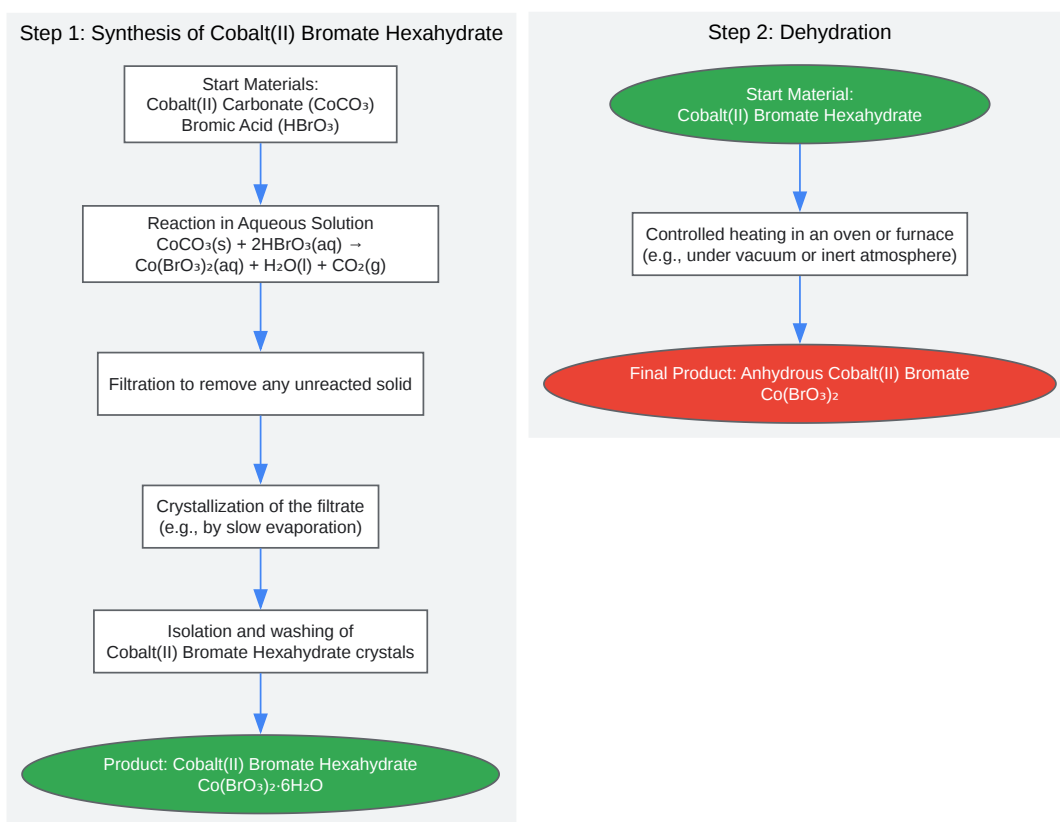 Step 1: Synthesis of Cobalt(II) Bromate Hexahydrate
Start Materials:
Cobalt(II) Carbonate (CoCO₃)
Bromic Acid (HBrO₃)
Reaction in Aqueous Solution
CoCO₃(s) + 2HBrO₃(aq) →
Co(BrO₃)₂(aq) + H₂O(l) + CO₂(g)
Filtration to remove any unreacted solid
Crystallization of the filtrate
(e.g., by slow evaporation)
Isolation and washing of
Cobalt(II) Bromate Hexahydrate crystals
Product: Cobalt(II) Bromate Hexahydrate
Co(BrO₃)₂·6H₂O
Step 2: Dehydration
Start Material:
Cobalt(II) Bromate Hexahydrate
Controlled heating in an oven or furnace
(e.g., under vacuum or inert atmosphere)
Final Product: Anhydrous Cobalt(II) Bromate
Co(BrO₃)₂